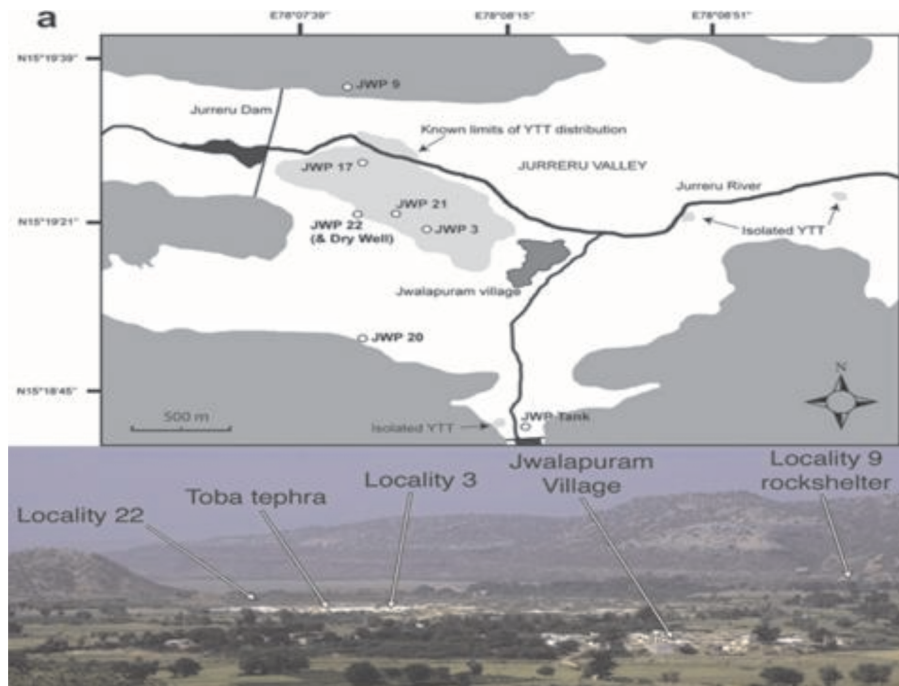 a
E78°07'39"
E78°08'15"
E78°08'51"
N15°19'39"
JWP 9
Jurreru Dam
Known limits of YTT distribution
JWP 17
JURRERU VALLEY
Jurreru River
JWP 21
N15°19'21"
JWP 22
(& Dry Well)
JWP 3
Isolated YTT
Jwalapuram village
JWP 20
N
N15°18'45"
500 m
Isolated YTT
JWP-Tank
Jwalapuram
Village
Locality 9
rockshelter
Locality 3
Toba tephra
Locality 22